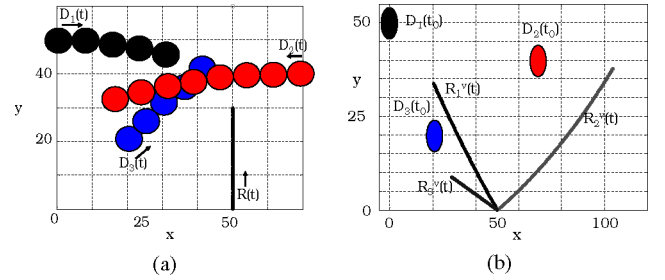 D₁(t)
D₂(t)
40
y
20
D₃(t)
R(t)
0
25
50
x
(a)
50
D₁(t₀)
D₂(t₀)
y
R₁ᵛ(t)
25
D₃(t₀)
R₂ᵛ(t)
R₃ᵛ(t)
0
0
50
100
x
(b)